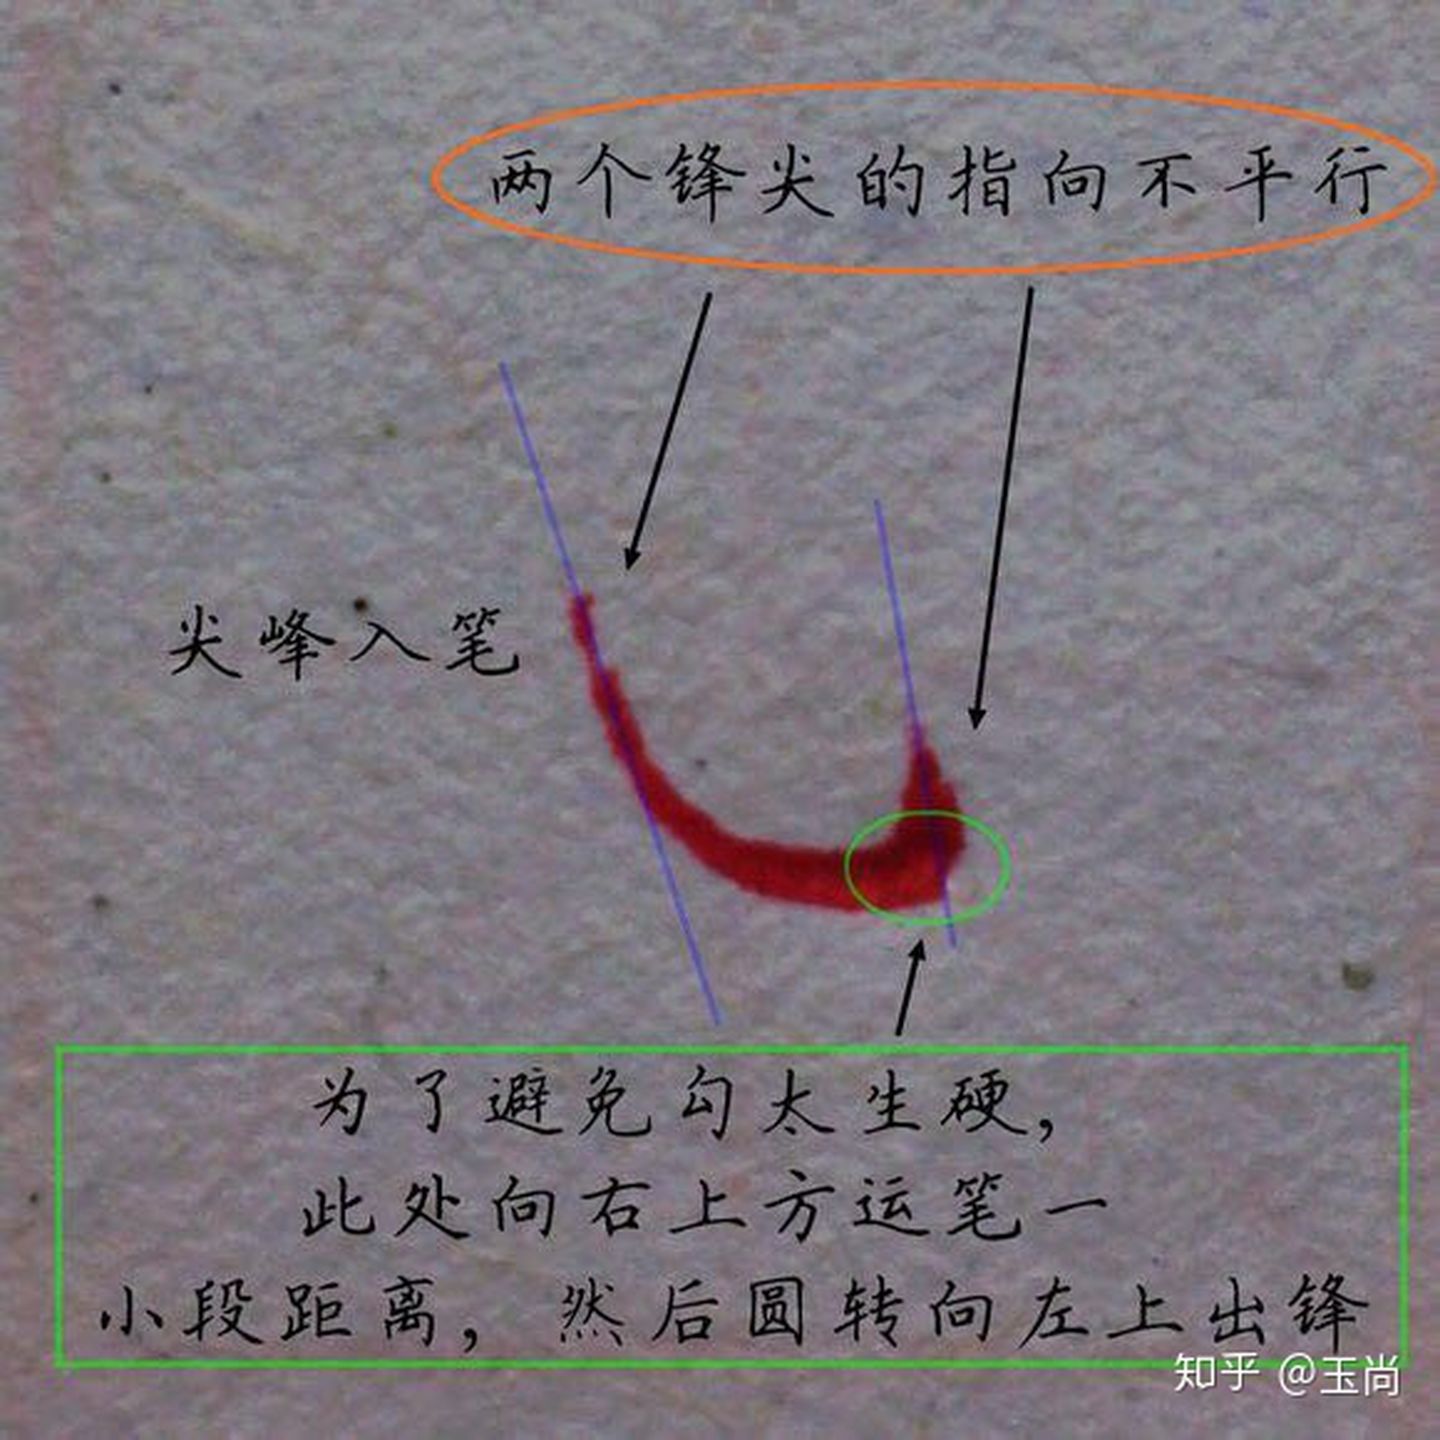 两个锋尖的指向不平行
尖峰入笔
为了避免勾太生硬，
此处向右上方运笔一
小段距离，然后圆转向左上出锋
知乎 @玉尚